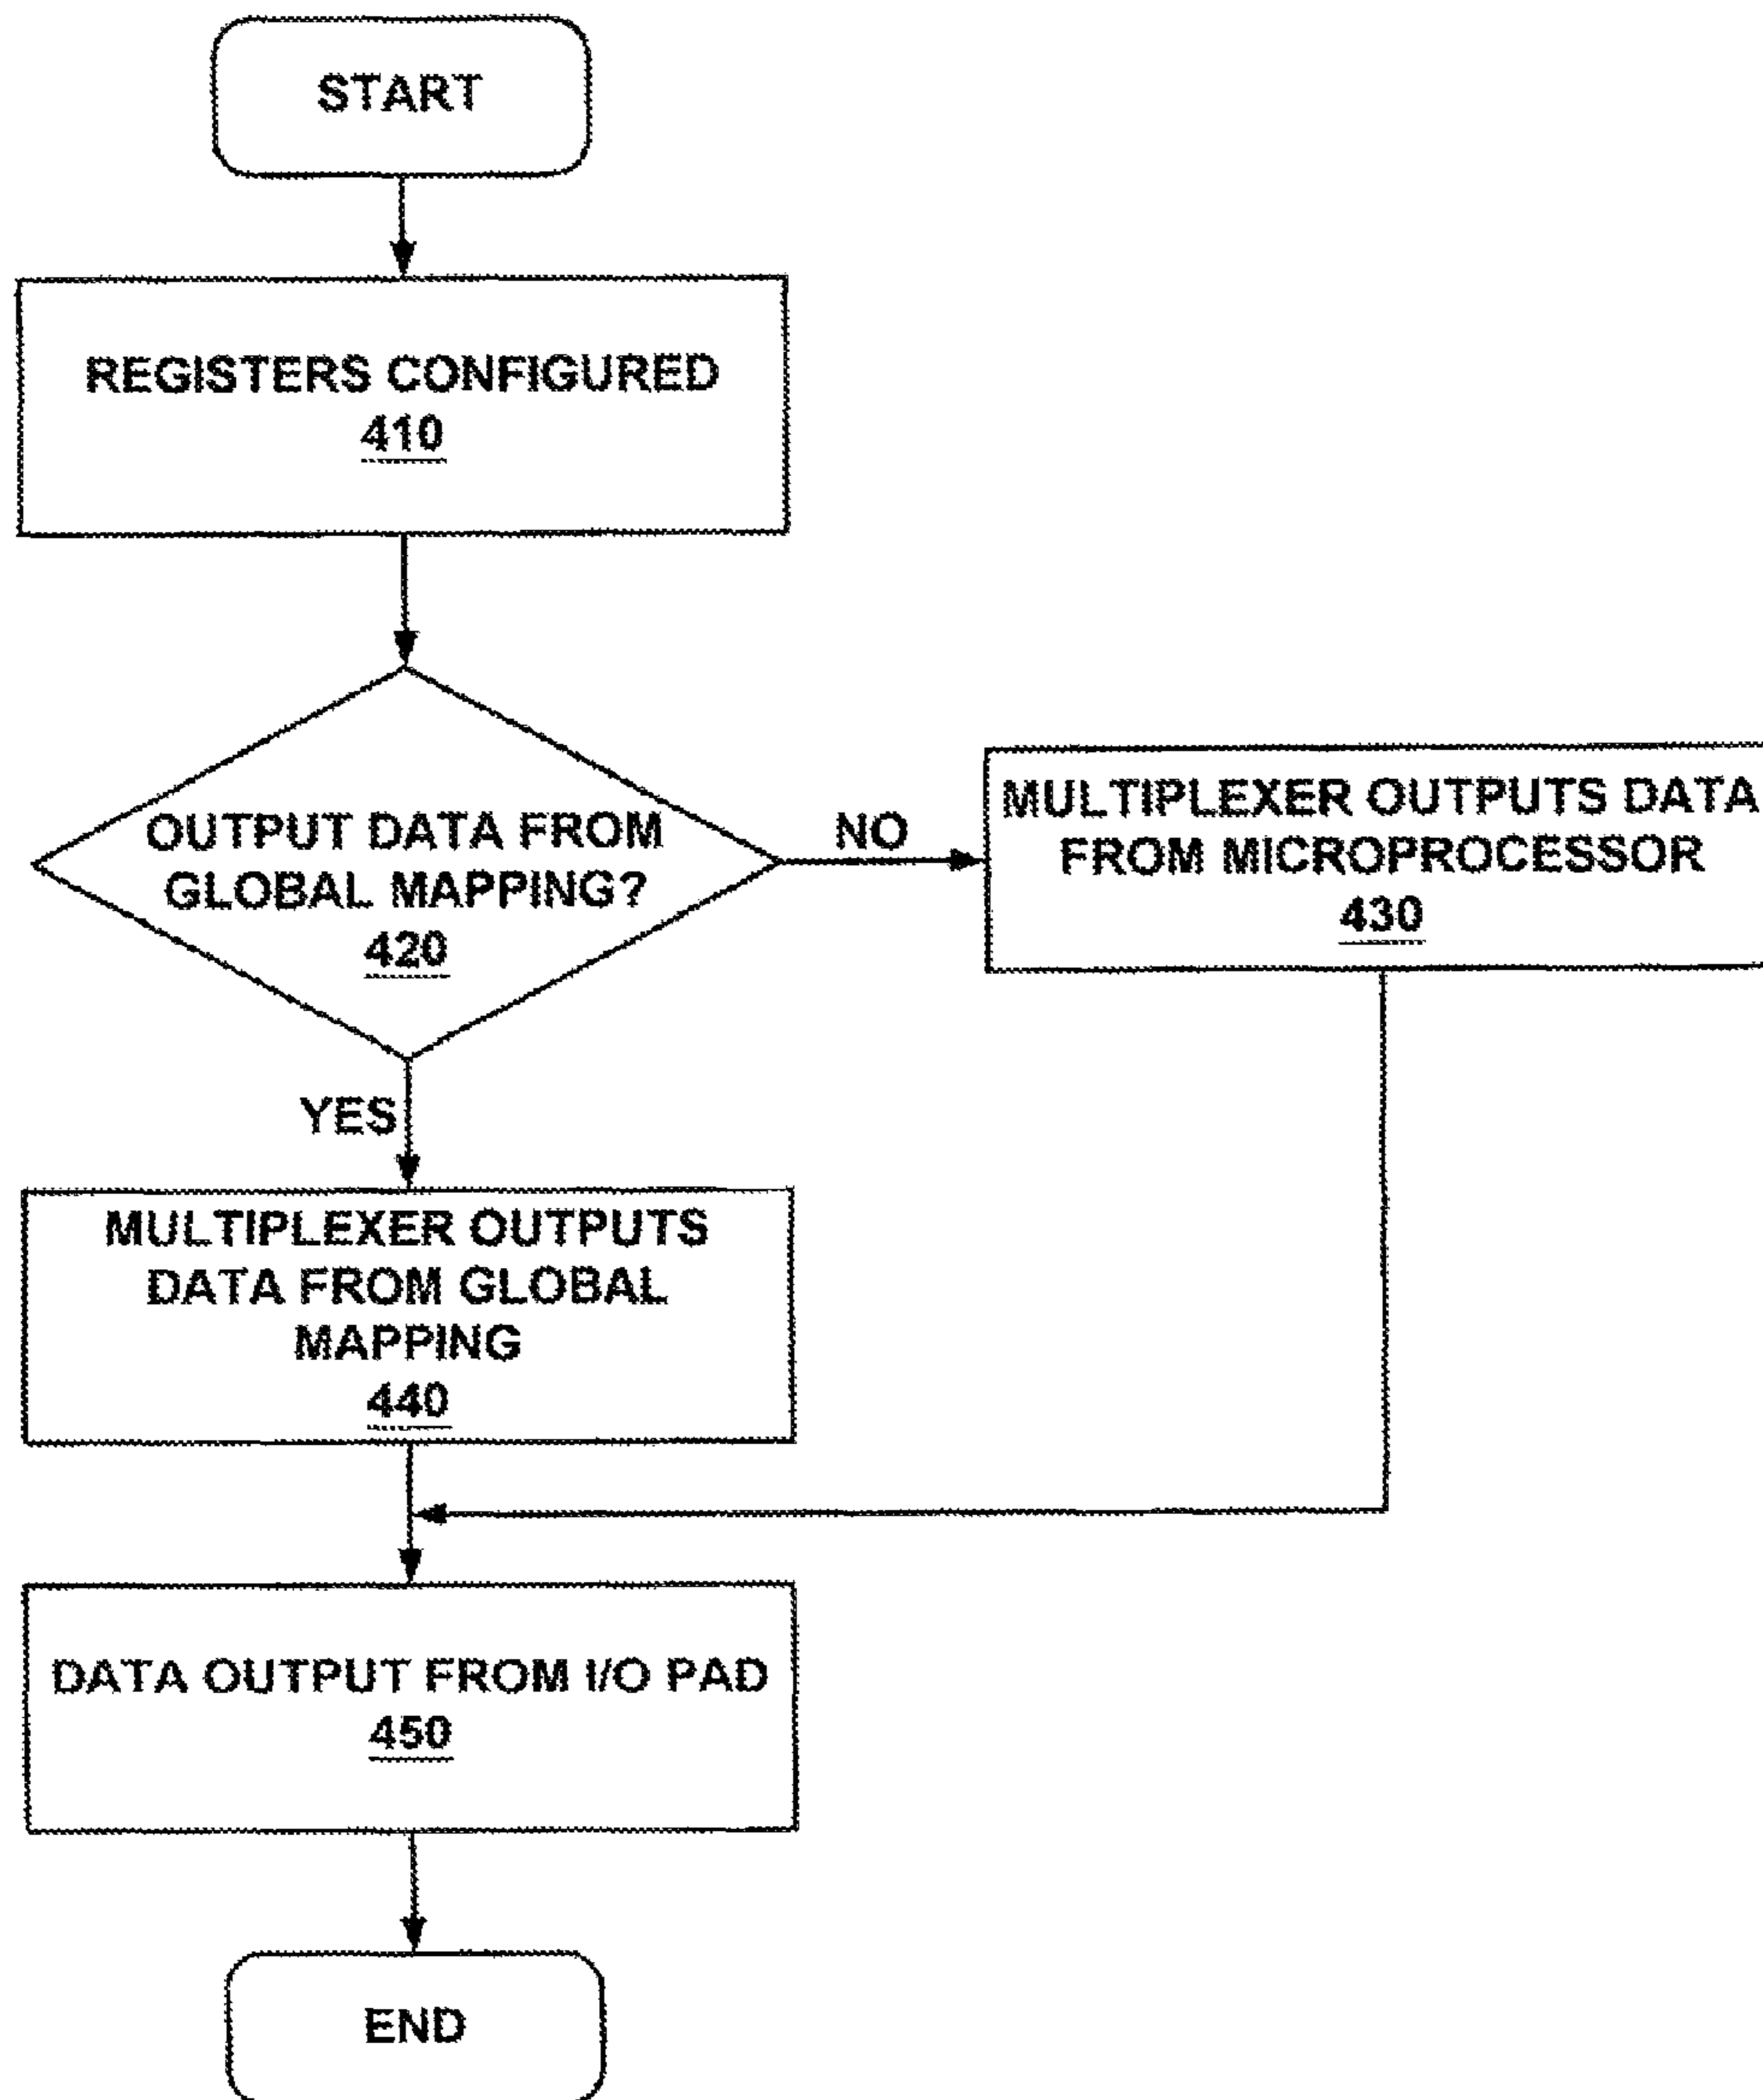 START
REGISTERS CONFIGURED
410
OUTPUT DATA FROM
GLOBAL MAPPING?
420
NO
MULTIPLEXER OUTPUTS DATA
FROM MICROPROCESSOR
430
YES
MULTIPLEXER OUTPUTS
DATA FROM GLOBAL
MAPPING
440
DATA OUTPUT FROM I/O PAD
450
END